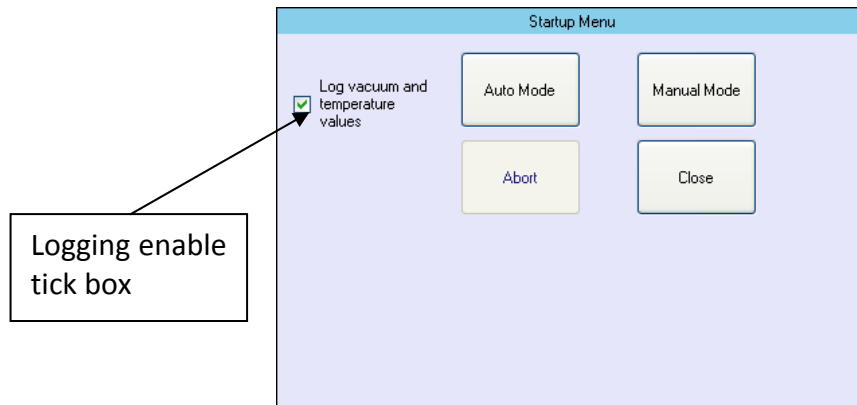 Startup Menu
Log vacuum and
temperature
values
Auto Mode
Manual Mode
Abort
Close
Logging enable
tick box